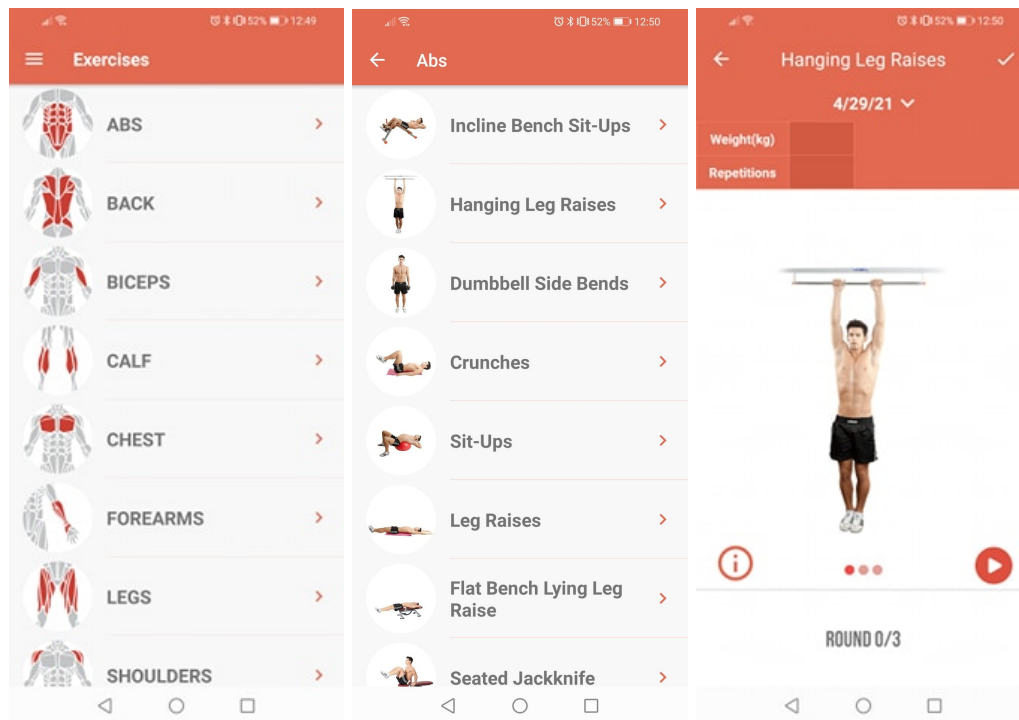 52% 12:49
Exercises
ABS
BACK
BICEPS
CALF
CHEST
FOREARMS
LEGS
SHOULDERS
52% 12:50
Abs
Incline Bench Sit-Ups
Hanging Leg Raises
Dumbbell Side Bends
Crunches
Sit-Ups
Leg Raises
Flat Bench Lying Leg
Raise
Seated Jackknife
52% 12:50
Hanging Leg Raises
4/29/21
Weight(kg)
Repetitions
ROUND 0/3